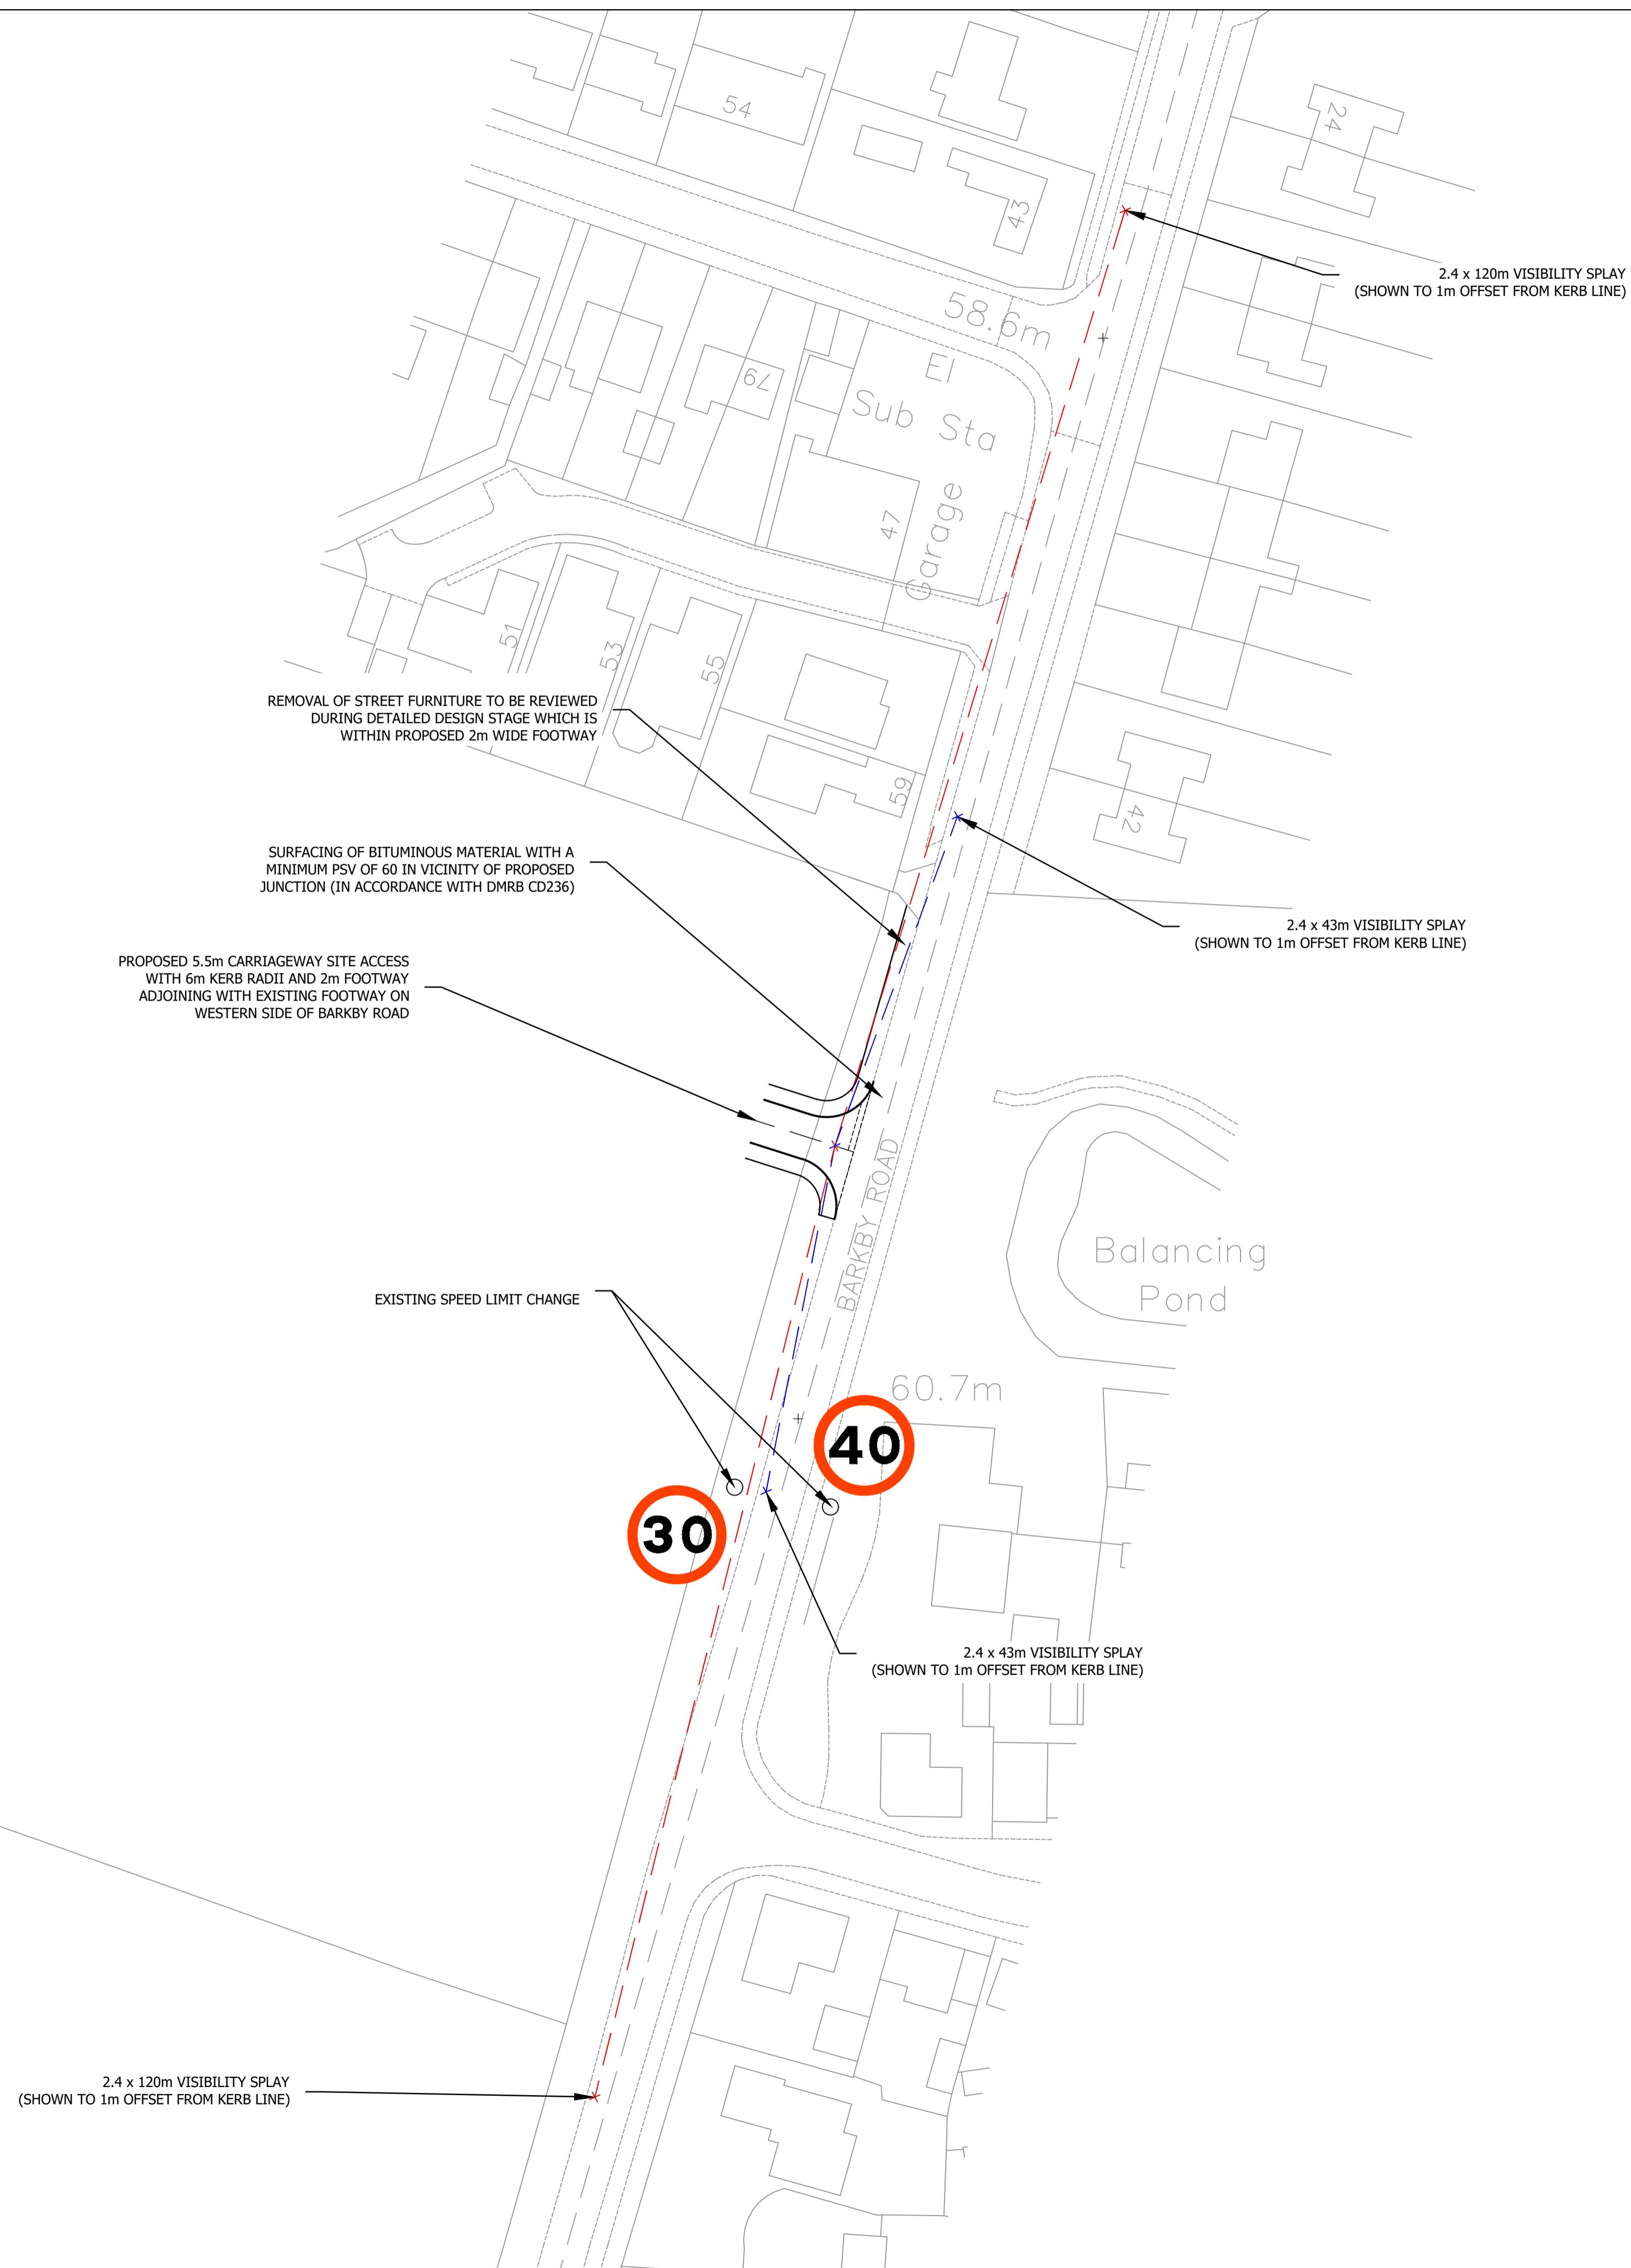 54
24
43
2.4 x 120m VISIBILITY SPLAY
(SHOWN TO 1m OFFSET FROM KERB LINE)
58.6m
El
Sub Sta
67
47
Garage
51
53
55
REMOVAL OF STREET FURNITURE TO BE REVIEWED
DURING DETAILED DESIGN STAGE WHICH IS
WITHIN PROPOSED 2m WIDE FOOTWAY
59
42
SURFACING OF BITUMINOUS MATERIAL WITH A
MINIMUM PSV OF 60 IN VICINITY OF PROPOSED
JUNCTION (IN ACCORDANCE WITH DMRB CD236)
2.4 x 43m VISIBILITY SPLAY
(SHOWN TO 1m OFFSET FROM KERB LINE)
PROPOSED 5.5m CARRIAGEWAY SITE ACCESS
WITH 6m KERB RADII AND 2m FOOTWAY
ADJOINING WITH EXISTING FOOTWAY ON
WESTERN SIDE OF BARKBY ROAD
BARKBY ROAD
Balancing
Pond
EXISTING SPEED LIMIT CHANGE
60.7m
40
30
2.4 x 43m VISIBILITY SPLAY
(SHOWN TO 1m OFFSET FROM KERB LINE)
2.4 x 120m VISIBILITY SPLAY
(SHOWN TO 1m OFFSET FROM KERB LINE)